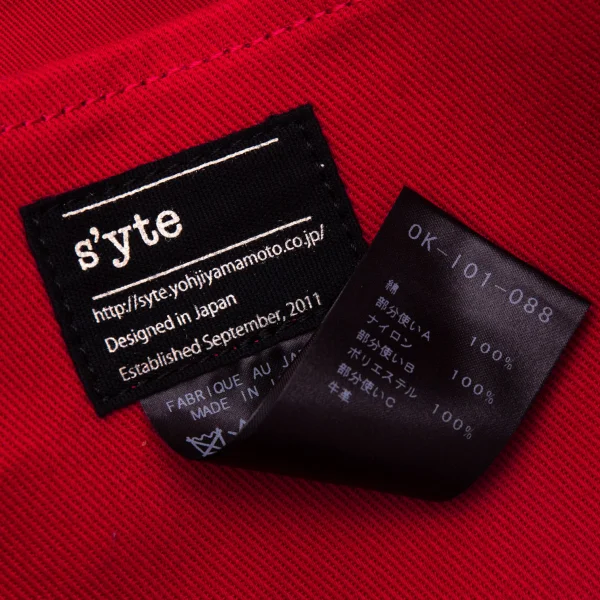 s'yte
http://syte.yohjiyamamoto.co.jp/
Designed in Japan
Established September, 2011
FABRIQUE AU JA
MADE IN
OK-I01-088
綿 100%
部分使いA
ナイロン 100%
部分使いB
ポリエステル 100%
部分使いC
牛革